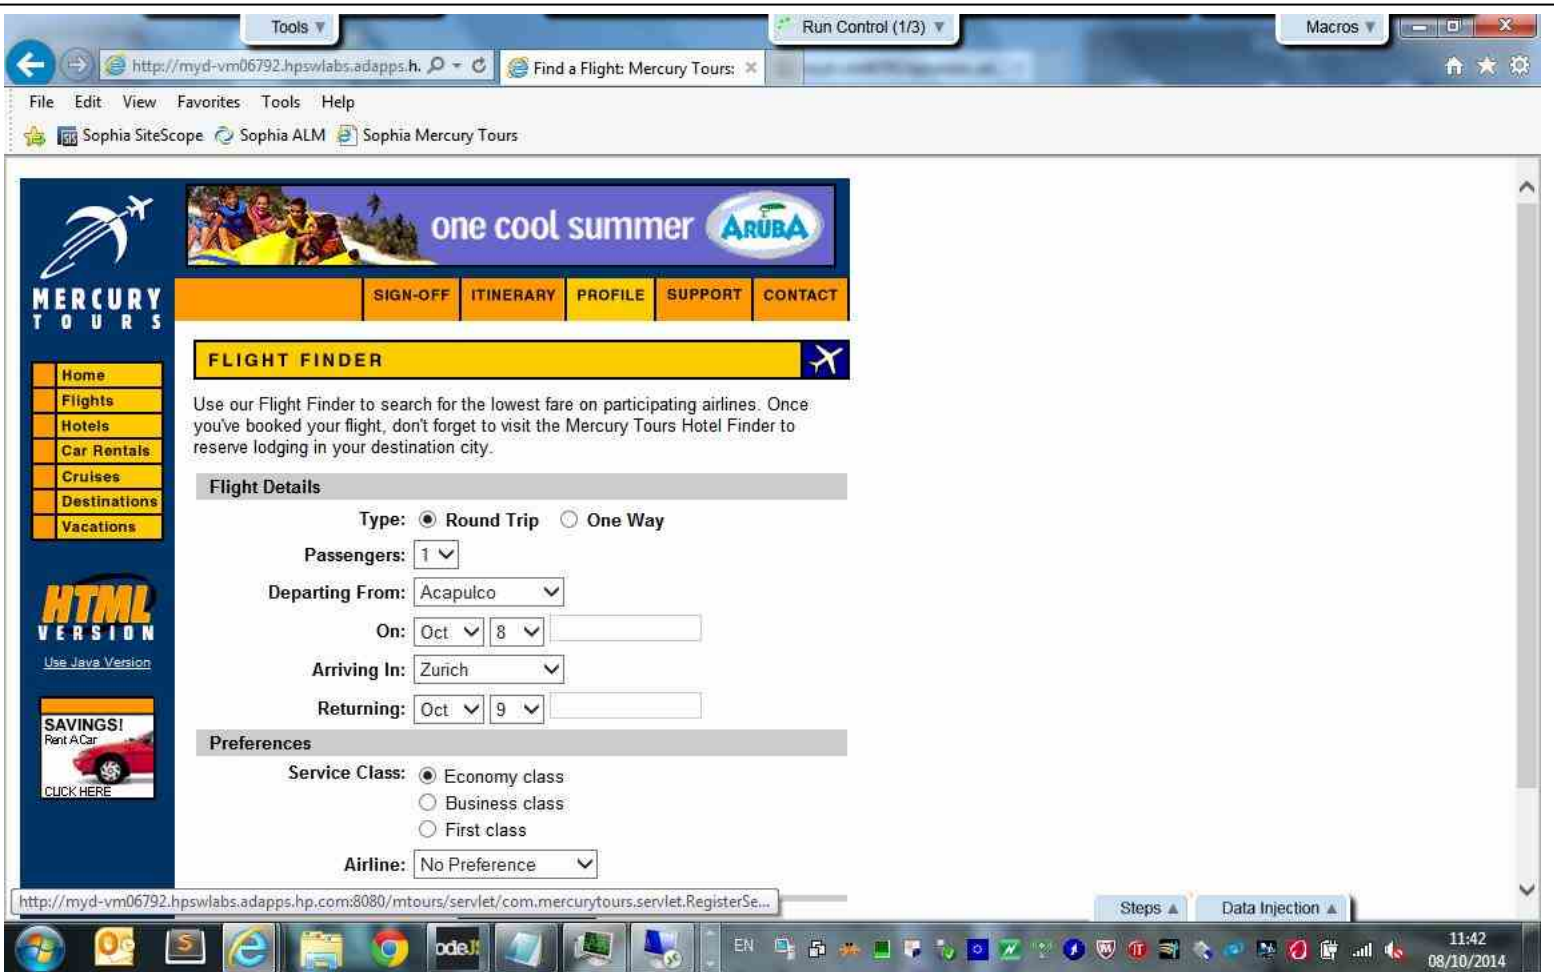 Tools
Run Control (1/3)
Macros
http://myd-vm06792.hpswlabs.adapps.h.
Find a Flight: Mercury Tours:
File Edit View Favorites Tools Help
Sophia SiteScope Sophia ALM Sophia Mercury Tours
one cool summer ARUBA
MERCURY
TOURS
SIGN-OFF ITINERARY PROFILE SUPPORT CONTACT
FLIGHT FINDER
Home
Flights
Hotels
Car Rentals
Cruises
Destinations
Vacations
Use our Flight Finder to search for the lowest fare on participating airlines. Once
you've booked your flight, don't forget to visit the Mercury Tours Hotel Finder to
reserve lodging in your destination city.
Flight Details
Type: Round Trip One Way
Passengers: 1
Departing From: Acapulco
On: Oct 8
Arriving In: Zurich
Returning: Oct 9
HTML
VERSION
Use Java Version
SAVINGS!
Rent A Car
CLICK HERE
Preferences
Service Class: Economy class
Business class
First class
Airline: No Preference
http://myd-vm06792.hpswlabs.adapps.hp.com:8080/mtours/servlet/com.mercurytours.servlet.RegisterSe...
Steps
Data Injection
EN
11:42
08/10/2014